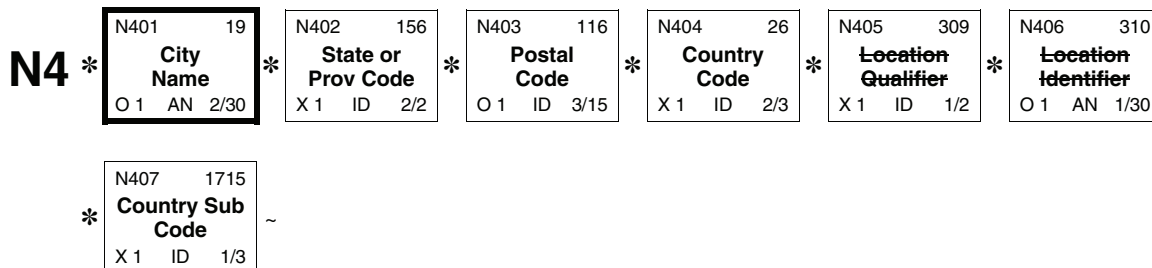 N401 19 N402 156 N403 116 N404 26 N405 309 N406 310
City State or Postal Country Location Location
N4 * Name * Prov Code * Code * Code * Qualifier * Identifier
O 1 AN 2/30 X 1 ID 2/2 O 1 ID 3/15 X 1 ID 2/3 X 1 ID 1/2 O 1 AN 1/30
N407 1715
* Country Sub ~
Code
X 1 ID 1/3